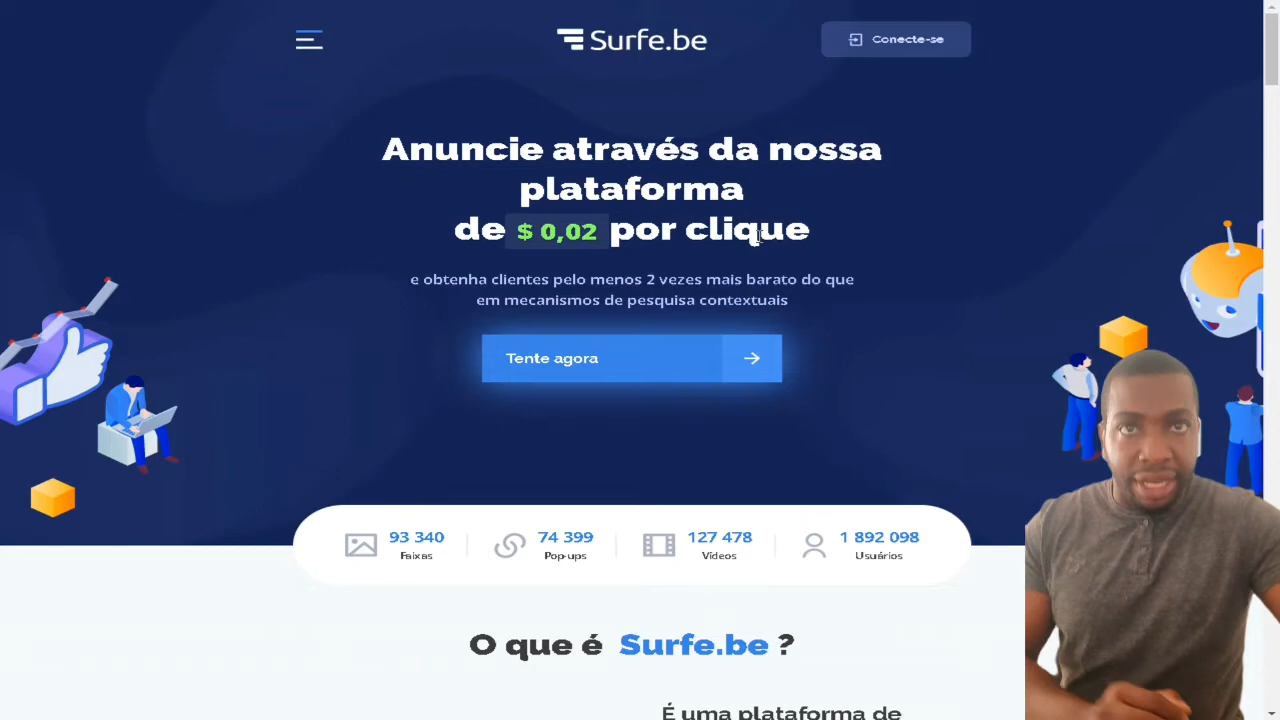 Surfe.be
Conecte-se
Anuncie através da nossa
plataforma
de $ 0,02 por clique
e obtenha clientes pelo menos 2 vezes mais barato do que
em mecanismos de pesquisa contextuais
Tente agora
93 340
Faixas
74 399
Pop-ups
127 478
Vídeos
1 892 098
Usuários
O que é Surfe.be ?
É uma plataforma de